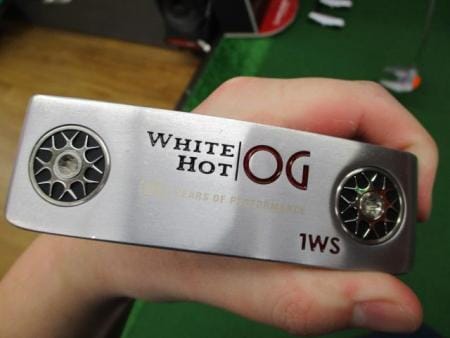 WHITE
HOT OG
YEARS OF PERFORMANCE
1WS